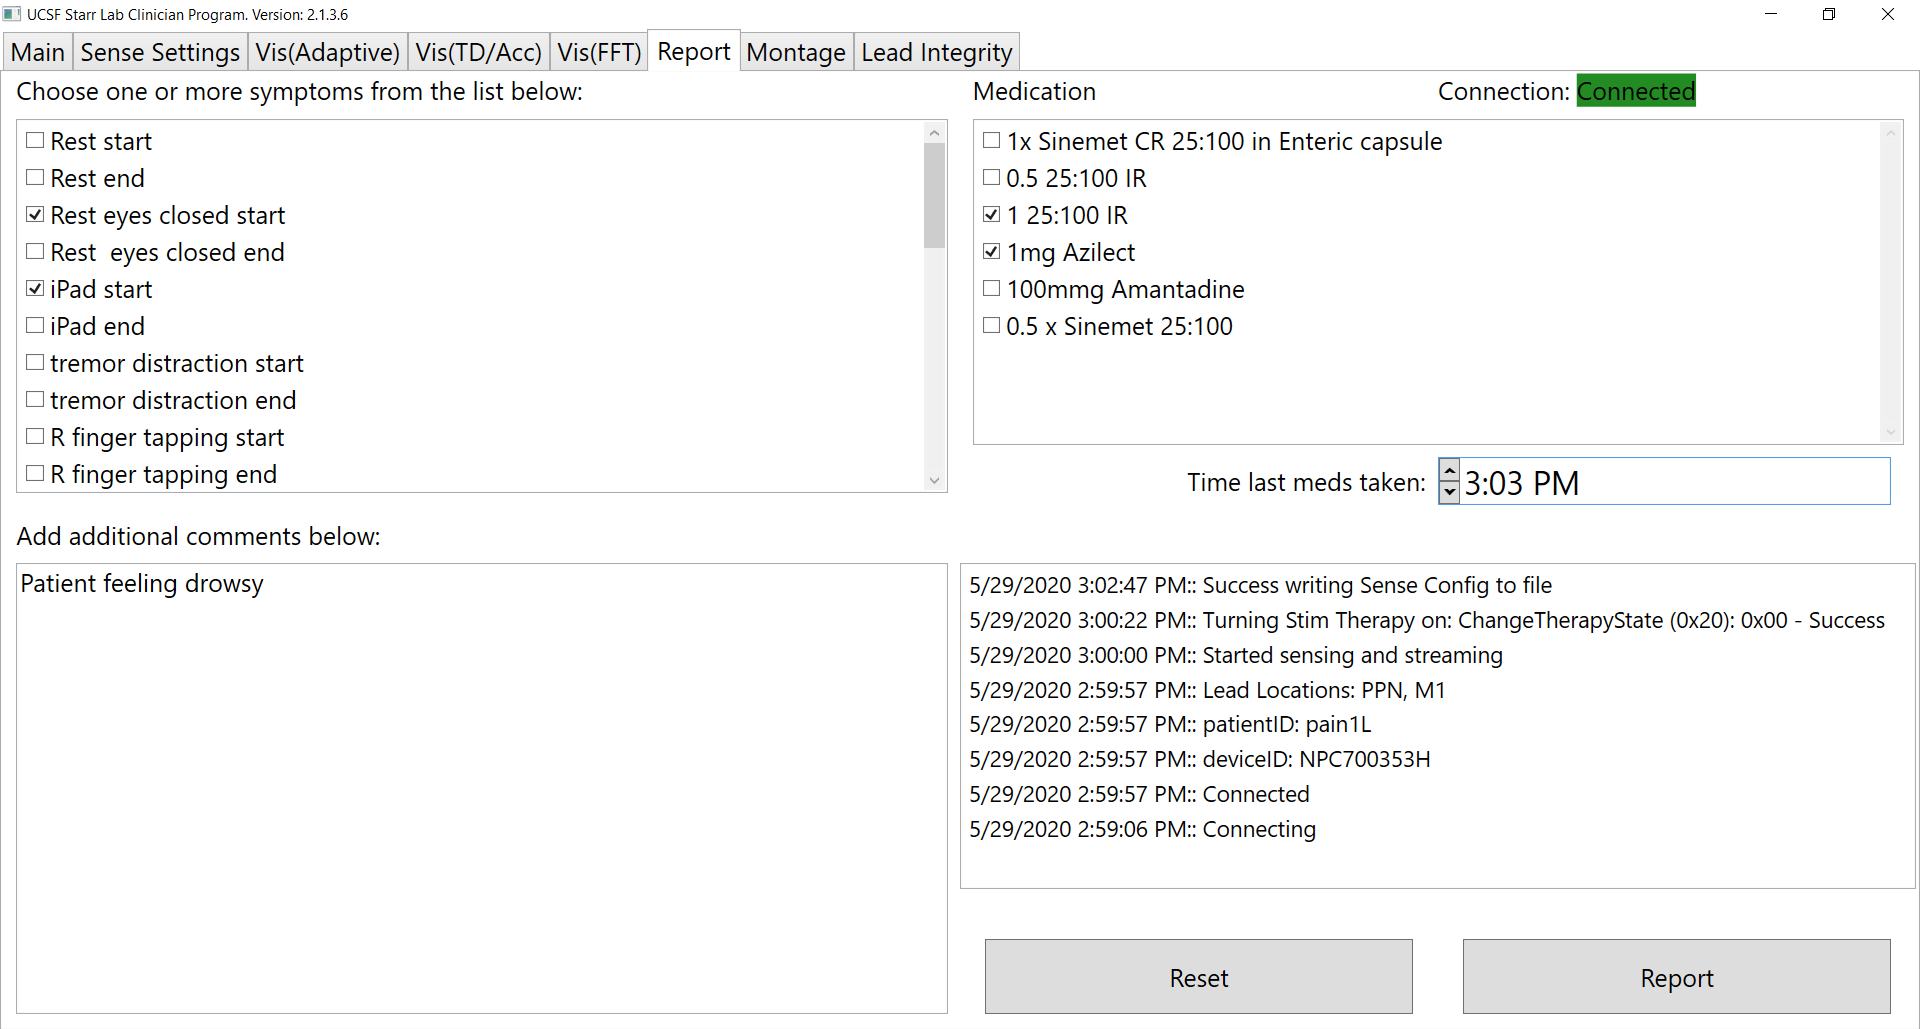 UCSF Starr Lab Clinician Program. Version: 2.1.3.6
Main Sense Settings Vis(Adaptive) Vis(TD/Acc) Vis(FFT) Report Montage Lead Integrity
Choose one or more symptoms from the list below:
Rest start
Rest end
Rest eyes closed start
Rest  eyes closed end
iPad start
iPad end
tremor distraction start
tremor distraction end
R finger tapping start
R finger tapping end
Medication
Connection: Connected
1x Sinemet CR 25:100 in Enteric capsule
0.5 25:100 IR
1 25:100 IR
1mg Azilect
100mmg Amantadine
0.5 x Sinemet 25:100
Time last meds taken: 3:03 PM
Add additional comments below:
Patient feeling drowsy
5/29/2020 3:02:47 PM:: Success writing Sense Config to file
5/29/2020 3:00:22 PM:: Turning Stim Therapy on: ChangeTherapyState (0x20): 0x00 - Success
5/29/2020 3:00:00 PM:: Started sensing and streaming
5/29/2020 2:59:57 PM:: Lead Locations: PPN, M1
5/29/2020 2:59:57 PM:: patientID: pain1L
5/29/2020 2:59:57 PM:: deviceID: NPC700353H
5/29/2020 2:59:57 PM:: Connected
5/29/2020 2:59:06 PM:: Connecting
Reset
Report